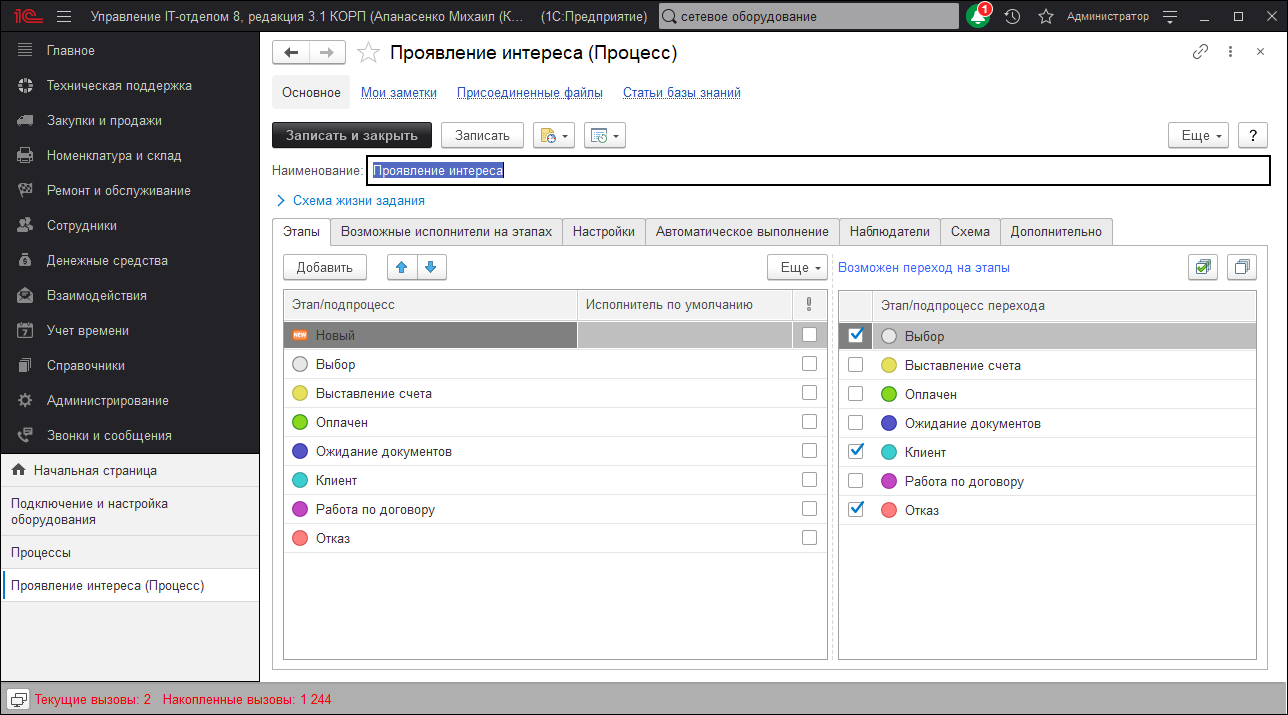 1С Управление IT-отделом 8, редакция 3.1 КОРП (Апанасенко Михаил (К... (1С:Предприятие) сетевое оборудование 1 Администратор
Главное
Техническая поддержка
Закупки и продажи
Номенклатура и склад
Ремонт и обслуживание
Сотрудники
Денежные средства
Взаимодействия
Учет времени
Справочники
Администрирование
Звонки и сообщения
Начальная страница
Подключение и настройка
оборудования
Процессы
Проявление интереса (Процесс)
Проявление интереса (Процесс)
Основное Мои заметки Присоединенные файлы Статьи базы знаний
Записать и закрыть Записать Еще ?
Наименование: Проявление интереса
Схема жизни задания
Этапы Возможные исполнители на этапах Настройки Автоматическое выполнение Наблюдатели Схема Дополнительно
Добавить Еще
Этап/подпроцесс Исполнитель по умолчанию
NEW Новый
Выбор
Выставление счета
Оплачен
Ожидание документов
Клиент
Работа по договору
Отказ
Возможен переход на этапы
Этап/подпроцесс перехода
Выбор
Выставление счета
Оплачен
Ожидание документов
Клиент
Работа по договору
Отказ
Текущие вызовы: 2 Накопленные вызовы: 1 244